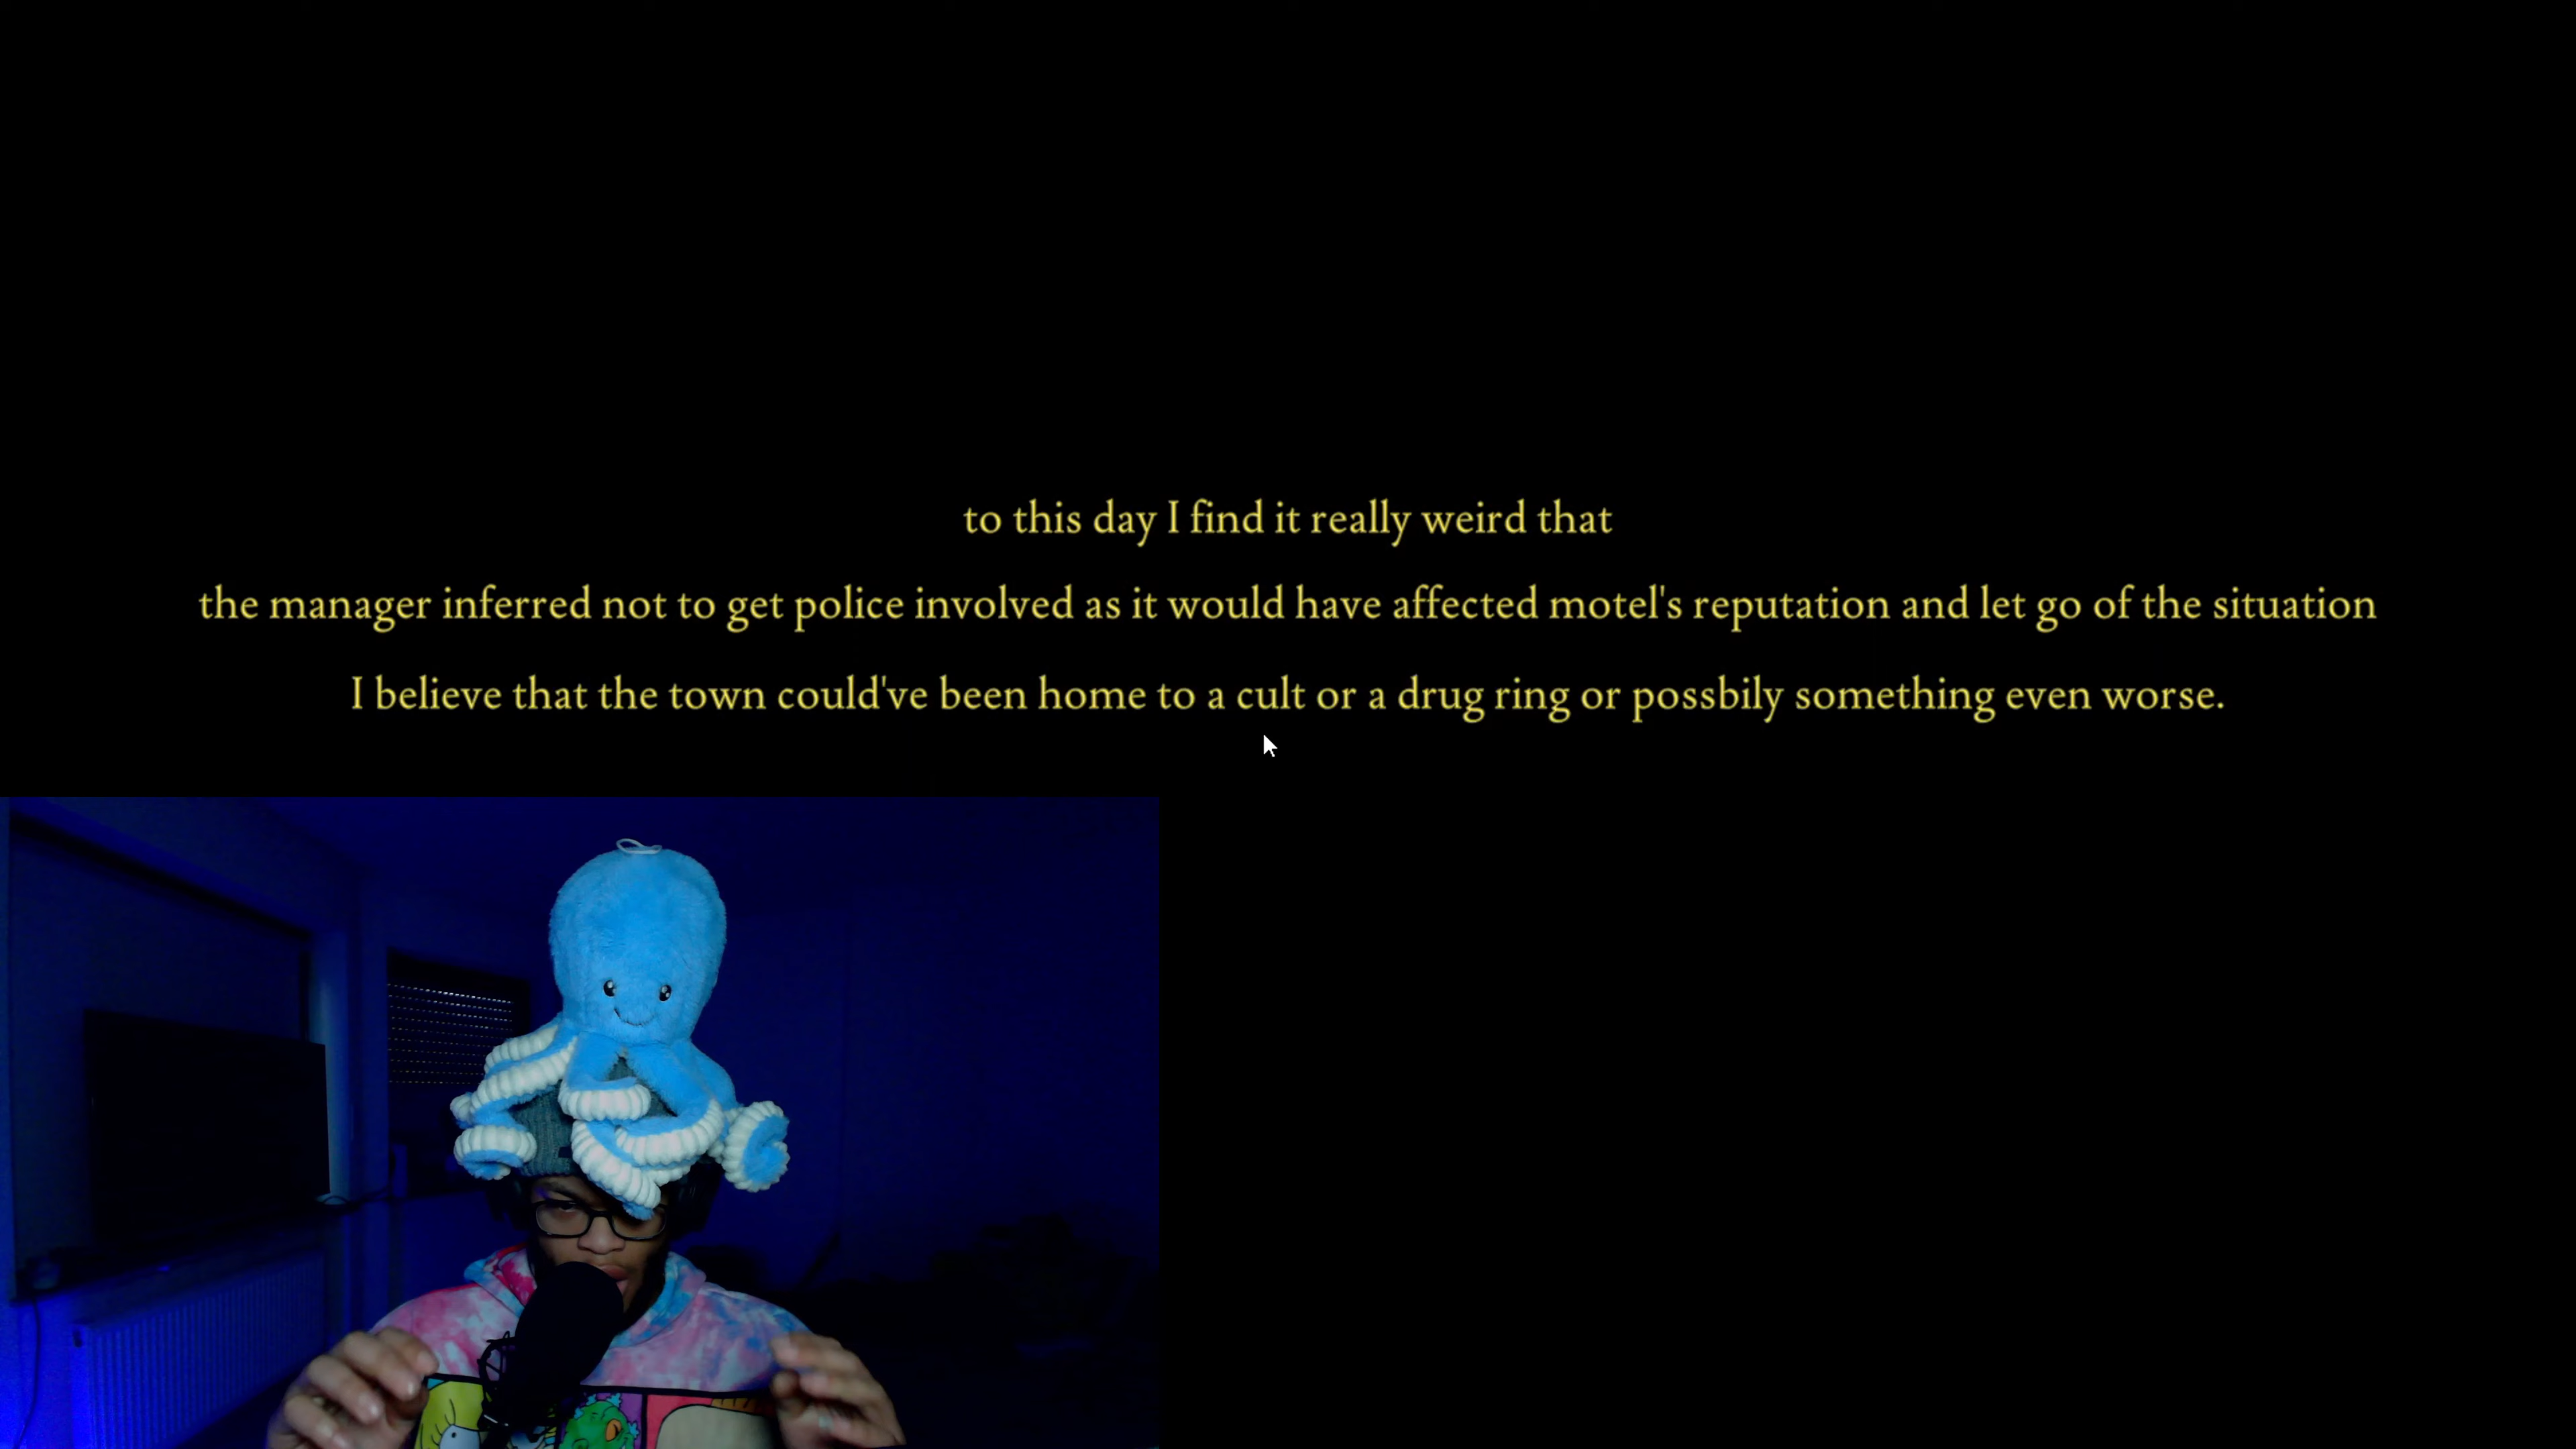 to this day I find it really weird that
the manager inferred not to get police involved as it would have affected motel's reputation and let go of the situation
I believe that the town could've been home to a cult or a drug ring or possbily something even worse.